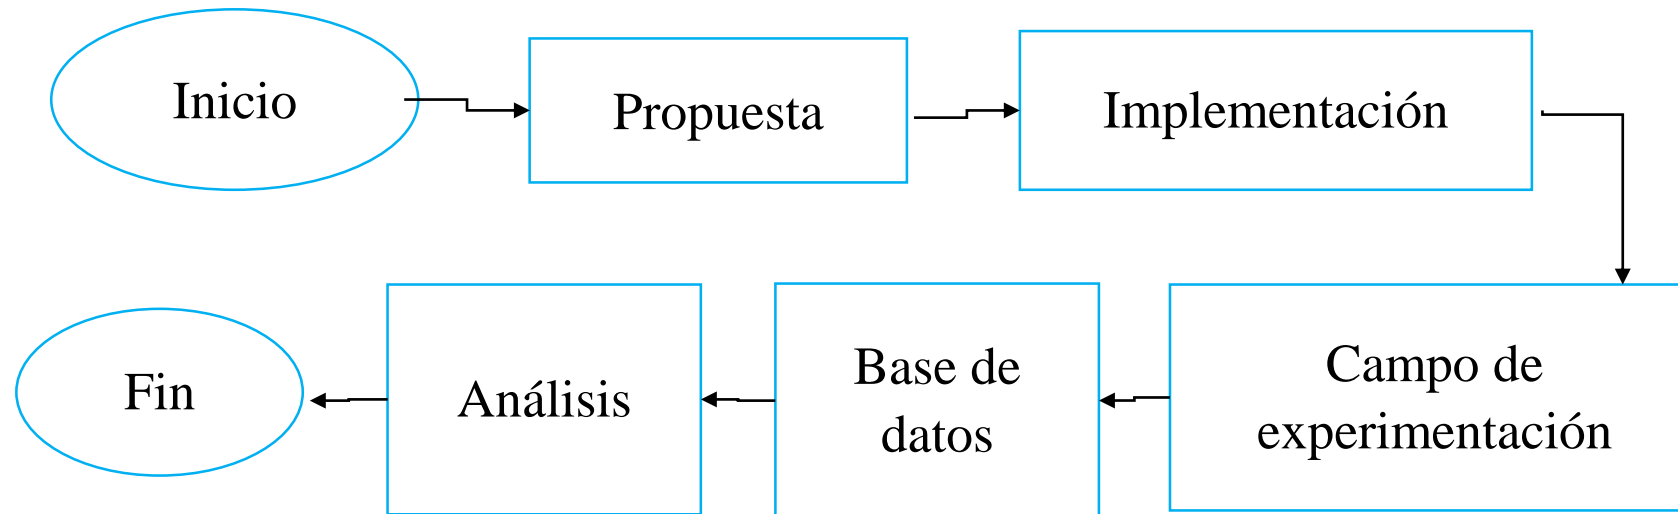 Inicio
Propuesta
Implementación
Campo de
experimentación
Base de
datos
Análisis
Fin